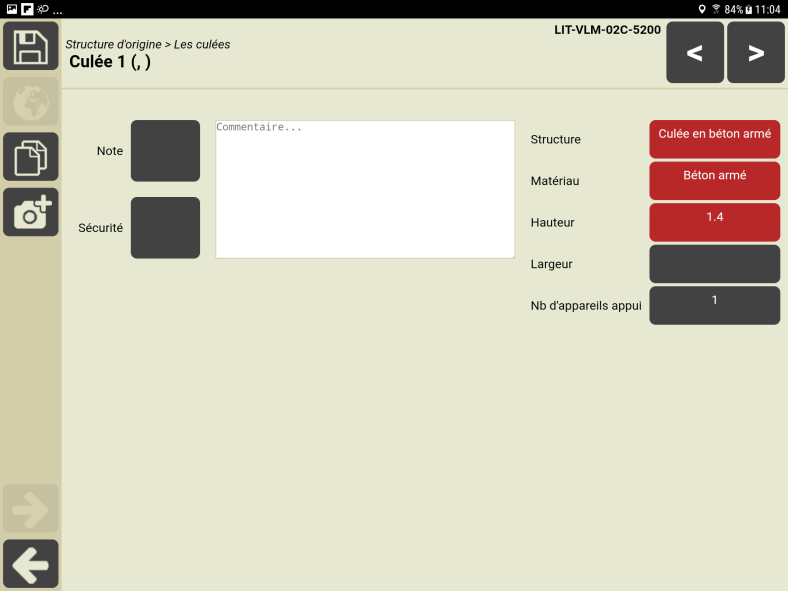 ... 84% 11:04
LIT-VLM-02C-5200
Structure d'origine > Les culées
Culée 1 (, )
< >
Note
Commentaire...
Sécurité
Structure Culée en béton armé
Matériau Béton armé
Hauteur 1.4
Largeur
Nb d'appareils appui 1